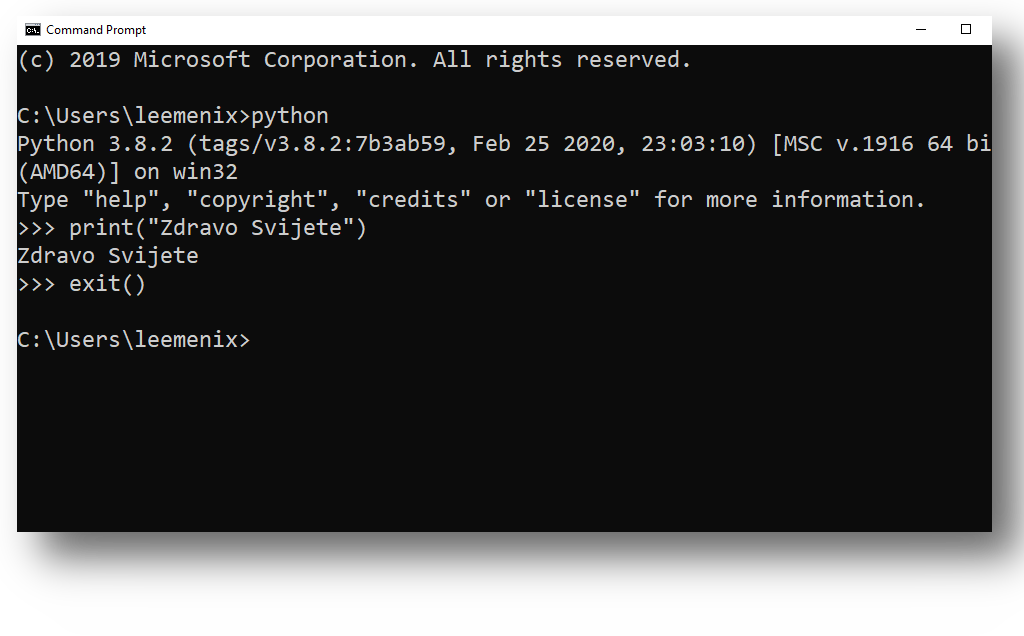 Command Prompt
(c) 2019 Microsoft Corporation. All rights reserved.
C:\Users\leemenix>python
Python 3.8.2 (tags/v3.8.2:7b3ab59, Feb 25 2020, 23:03:10) [MSC v.1916 64 bi
(AMD64)] on win32
Type "help", "copyright", "credits" or "license" for more information.
>>> print("Zdravo Svijete")
Zdravo Svijete
>>> exit()
C:\Users\leemenix>